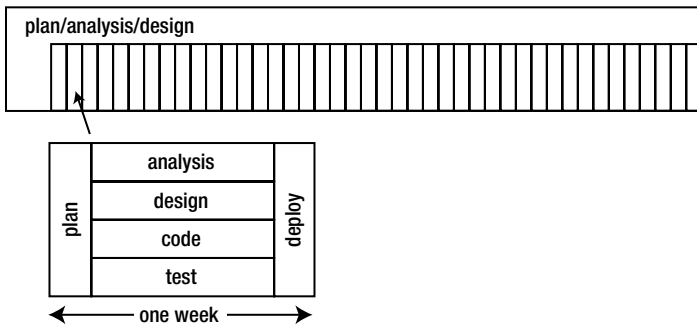 plan/analysis/design
plan
analysis
design
code
test
deploy
one week